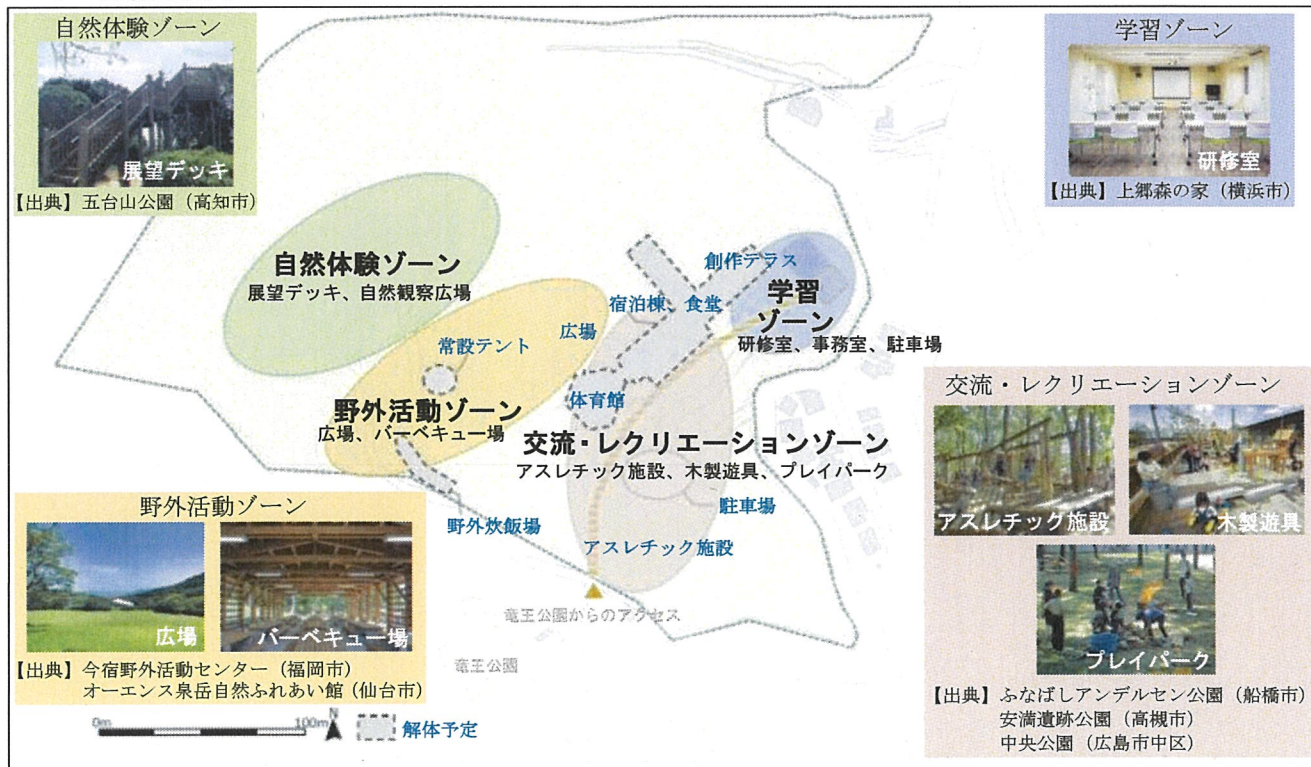 自然体験ゾーン
展望デッキ
【出典】五台山公園（高知市）
学習ゾーン
研修室
【出典】上郷森の家（横浜市）
自然体験ゾーン
展望デッキ、自然観察広場
創作テラス
宿泊棟、食堂
学習
ゾーン
研修室、事務室、駐車場
広場
常設テント
体育館
野外活動ゾーン
広場、バーベキュー場
交流・レクリエーションゾーン
アスレチック施設、木製遊具、プレイパーク
野外炊飯場
駐車場
アスレチック施設
竜王公園からのアクセス
竜王公園
野外活動ゾーン
広場
バーベキュー場
【出典】今宿野外活動センター（福岡市）
オーエンス泉岳自然ふれあい館（仙台市）
交流・レクリエーションゾーン
アスレチック施設
木製遊具
プレイパーク
【出典】ふなばしアンデルセン公園（船橋市）
安満遺跡公園（高槻市）
中央公園（広島市中区）
0m
100m
N
解体予定